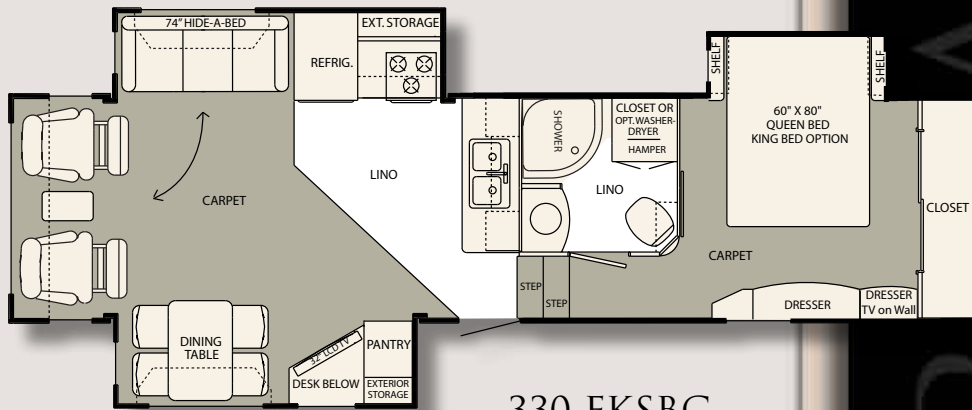 74" HIDE-A-BED
EXT. STORAGE
REFRIG.
SHOWER
CLOSET OR
OPT. WASHER-
DRYER
HAMPER
SHELF
60" X 80"
QUEEN BED
KING BED OPTION
SHELF
LINO
LINO
CARPET
CLOSET
CARPET
STEP
STEP
DRESSER
DRESSER
TV on Wall
DINING
TABLE
32" LCD TV
PANTRY
DESK BELOW
EXTERIOR
STORAGE